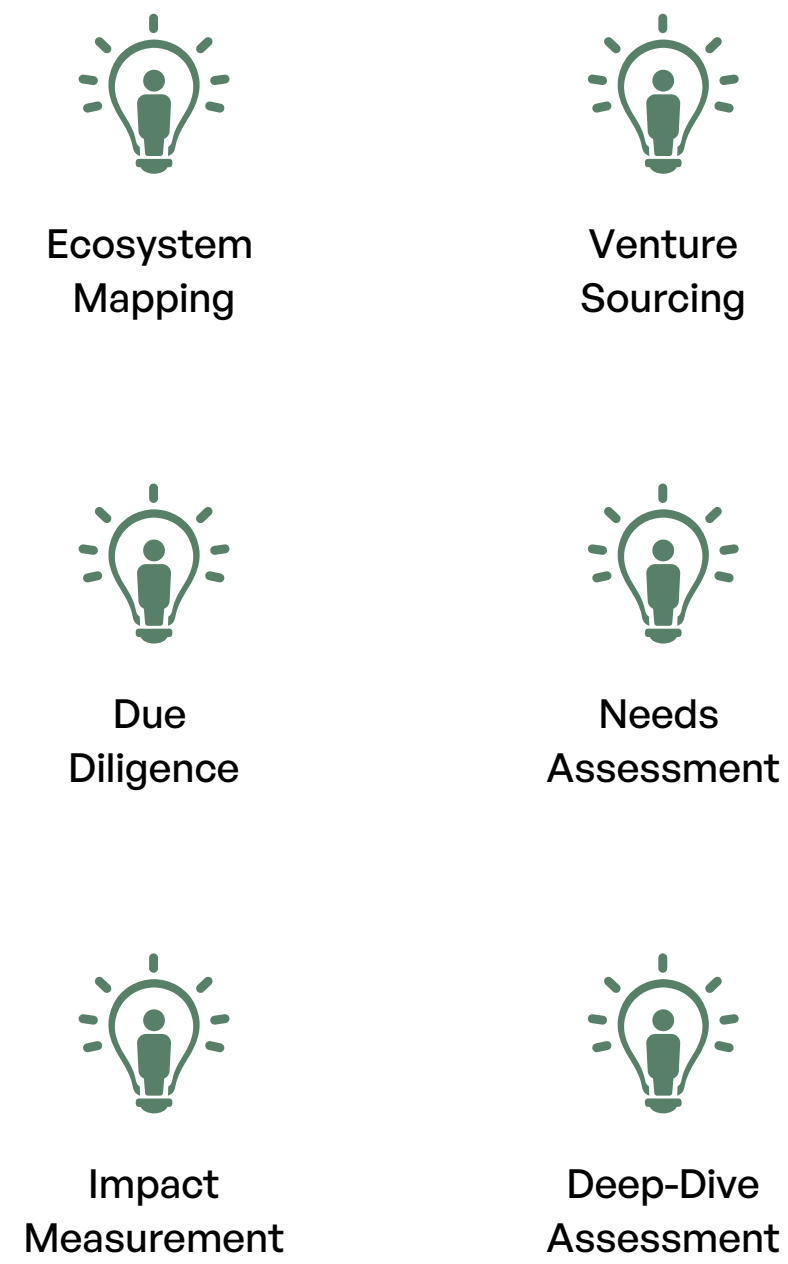 Ecosystem
Mapping
Venture
Sourcing
Due
Diligence
Needs
Assessment
Impact
Measurement
Deep-Dive
Assessment